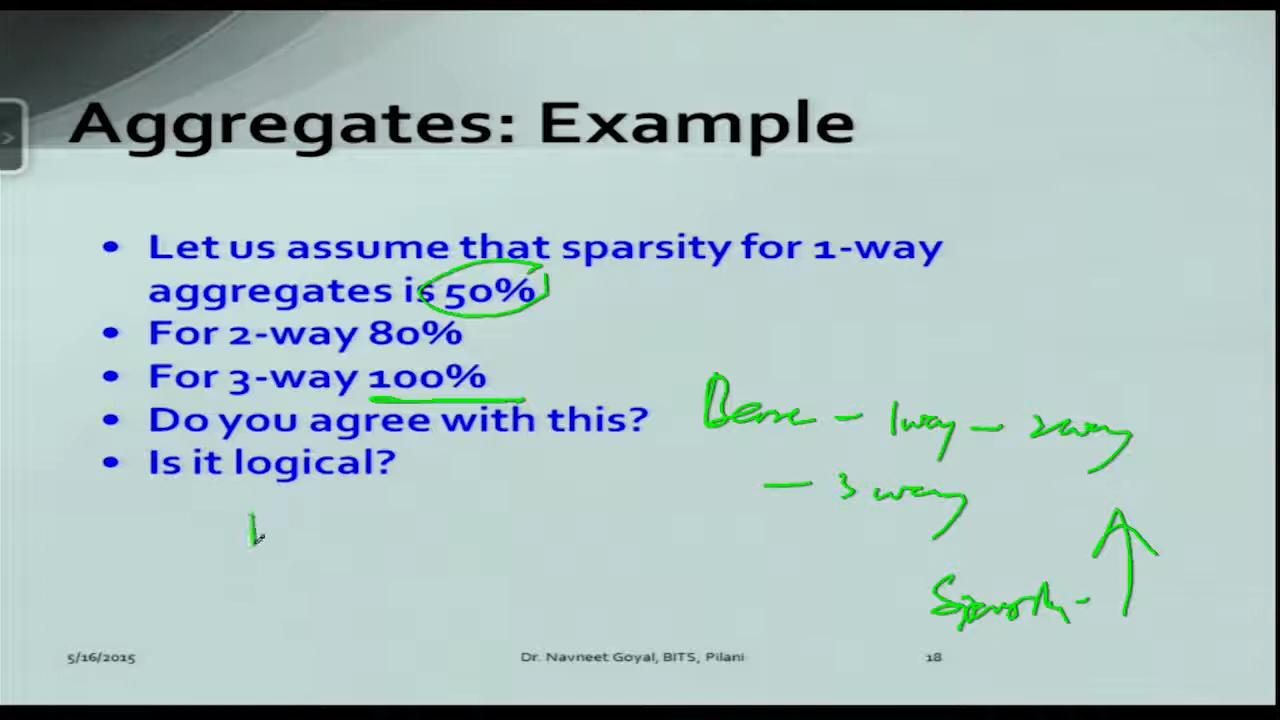 Aggregates: Example
• Let us assume that sparsity for 1-way
aggregates is 50%
• For 2-way 80%
• For 3-way 100%
• Do you agree with this?
• Is it logical?
Base – 1way – 2way
– 3 way
Sparsity -
5/16/2015
Dr. Navneet Goyal, BITS, Pilani
18